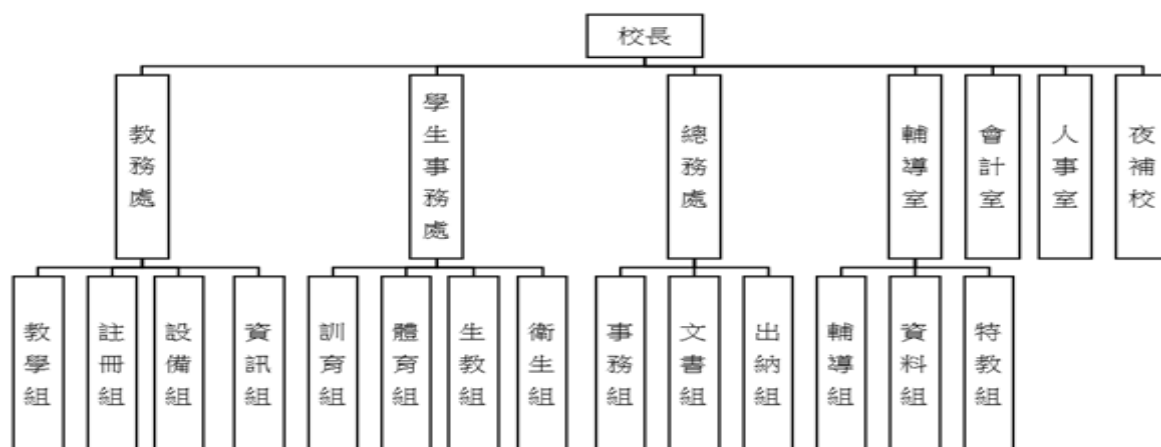 校長
教務處
學生事務處
總務處
輔導室
會計室
人事室
夜補校
教學組
註冊組
設備組
資訊組
訓育組
體育組
生教組
衛生組
事務組
文書組
出納組
輔導組
資料組
特教組